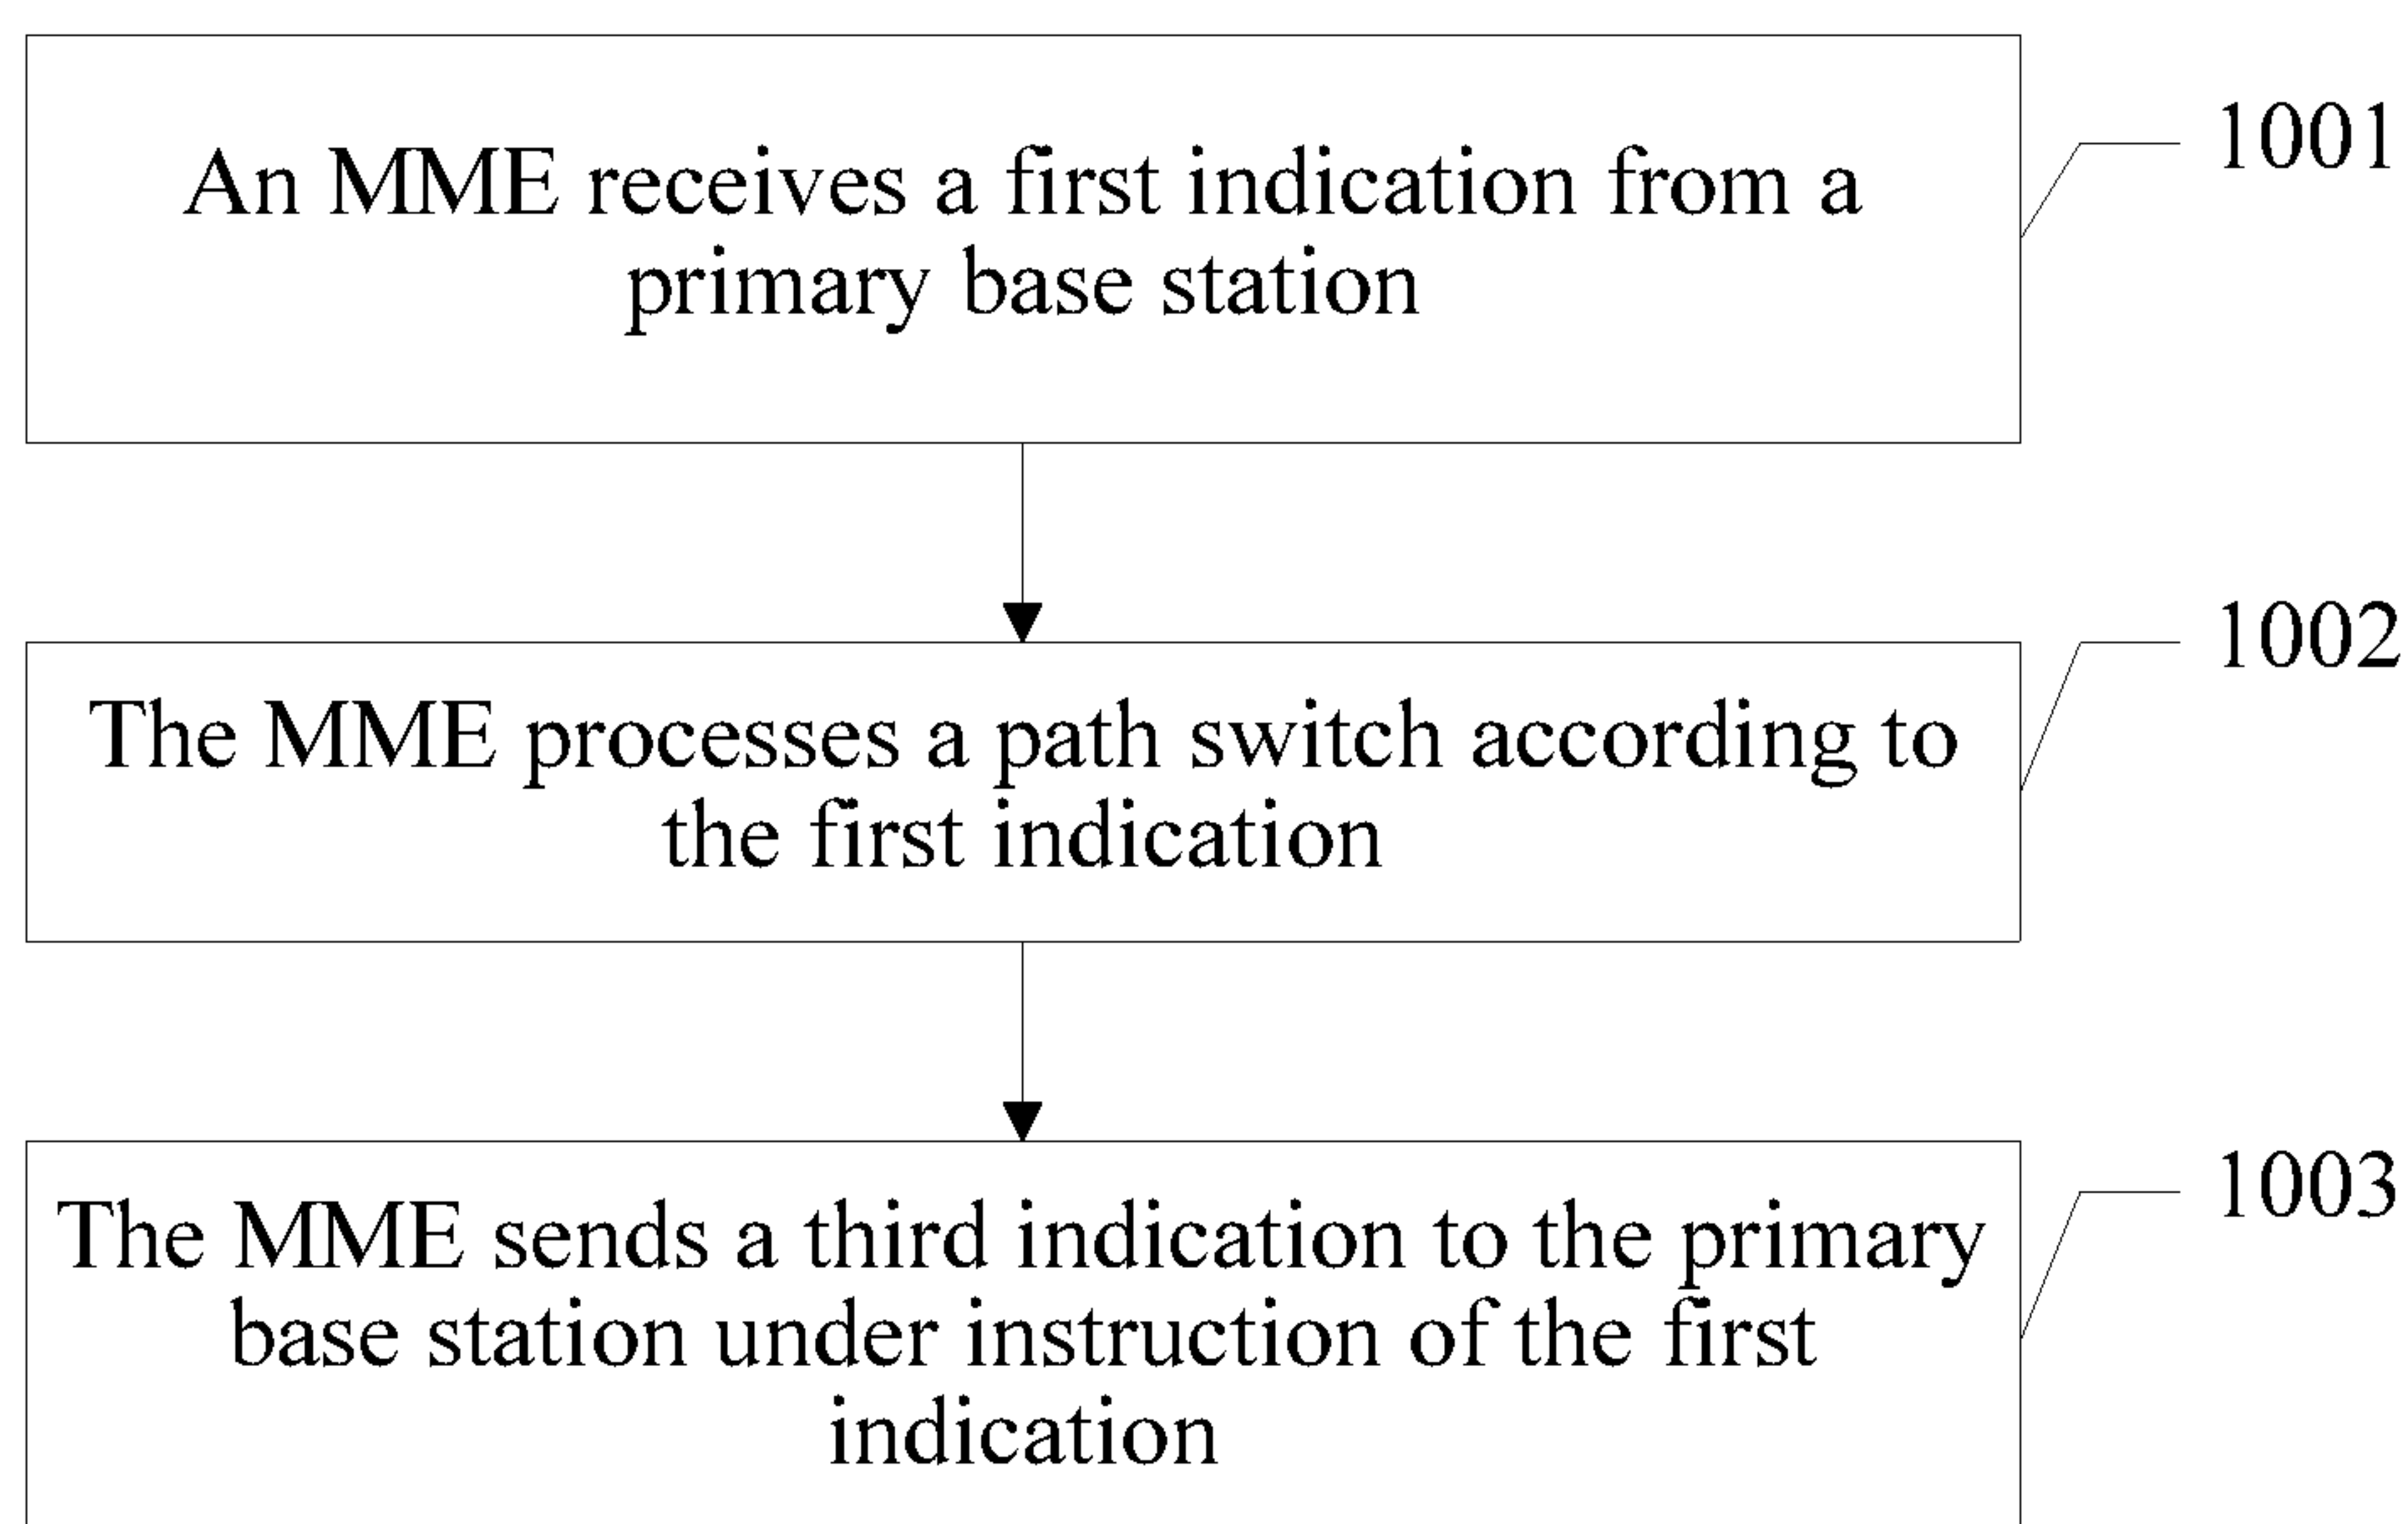 An MME receives a first indication from a
primary base station
1001
The MME processes a path switch according to
the first indication
1002
The MME sends a third indication to the primary
base station under instruction of the first
indication
1003